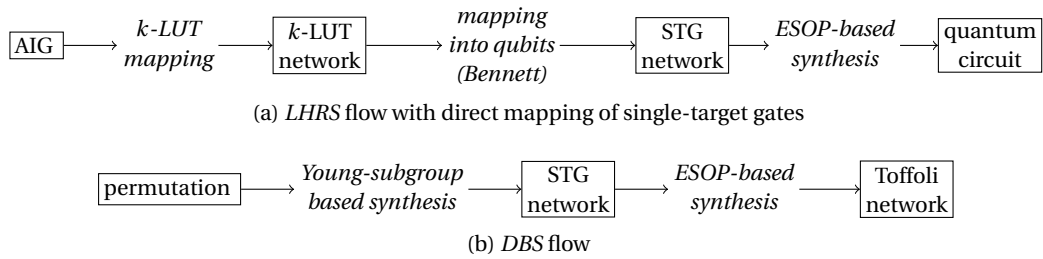 AIG
k-LUT
mapping
k-LUT
network
mapping
into qubits
(Bennett)
STG
network
ESOP-based
synthesis
quantum
circuit
(a) LHRS flow with direct mapping of single-target gates
permutation
Young-subgroup
based synthesis
STG
network
ESOP-based
synthesis
Toffoli
network
(b) DBS flow